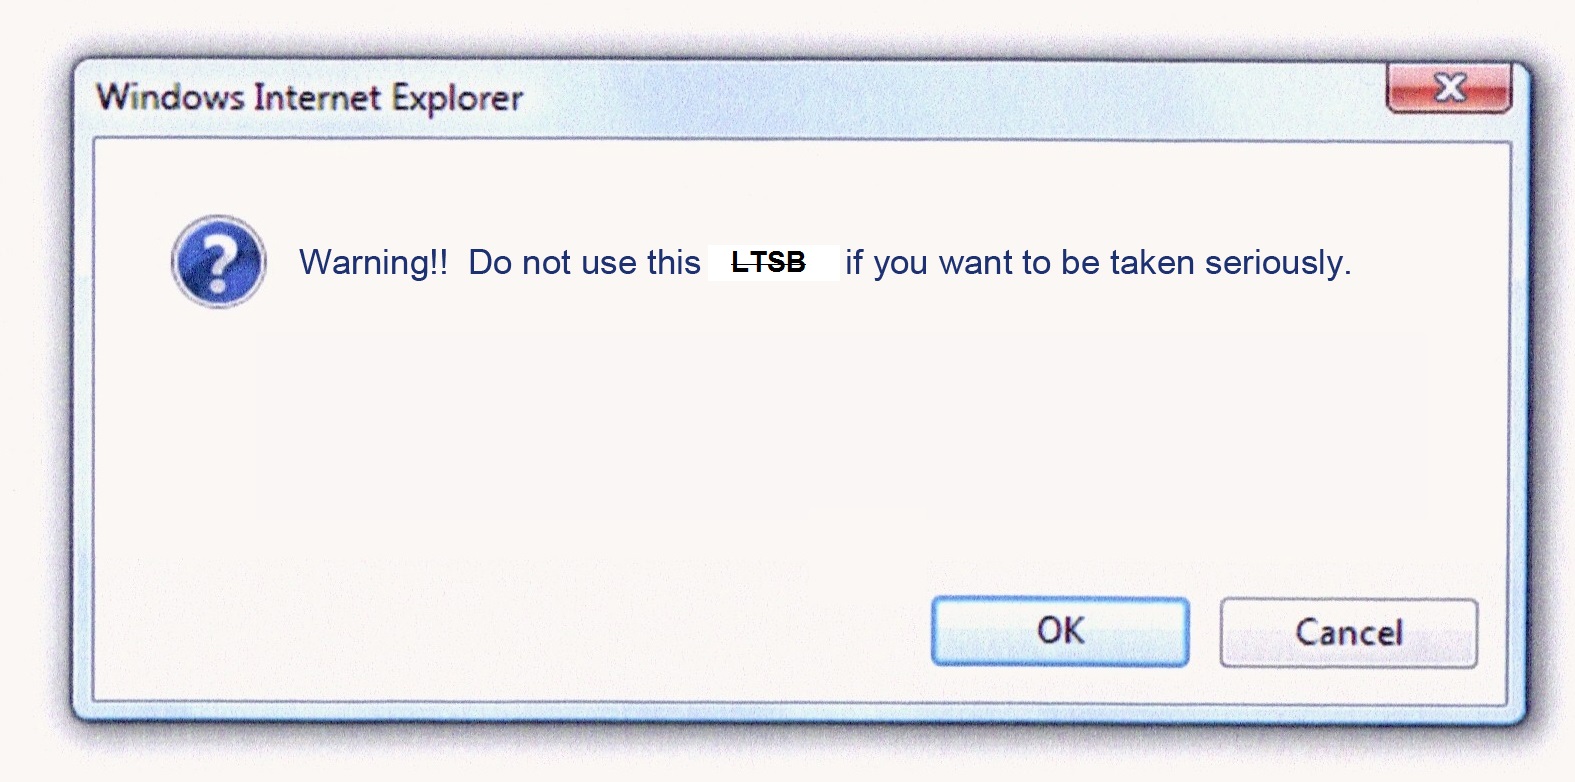 Windows Internet Explorer
Warning!! Do not use this LTSB if you want to be taken seriously.
OK
Cancel